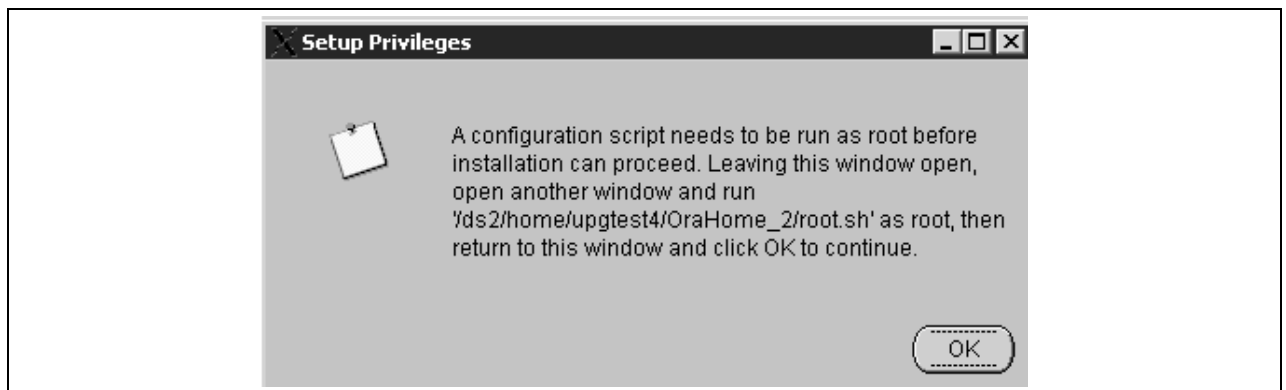 Setup Privileges
A configuration script needs to be run as root before
installation can proceed. Leaving this window open,
open another window and run
'/ds2/home/upgtest4/OraHome_2/root.sh' as root, then
return to this window and click OK to continue.
OK